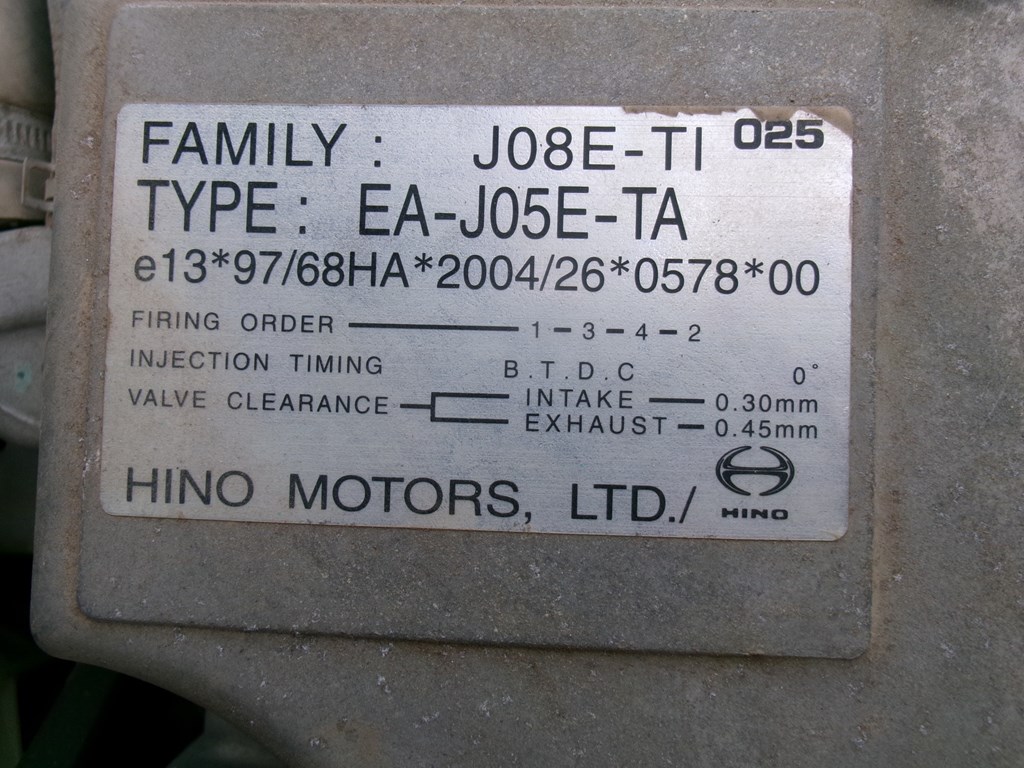 FAMILY : J08E-TI 025
TYPE : EA-J05E-TA
e13*97/68HA*2004/26*0578*00
FIRING ORDER 1-3-4-2
INJECTION TIMING B.T.D.C 0°
VALVE CLEARANCE INTAKE 0.30mm
EXHAUST 0.45mm
HINO MOTORS, LTD./ HINO